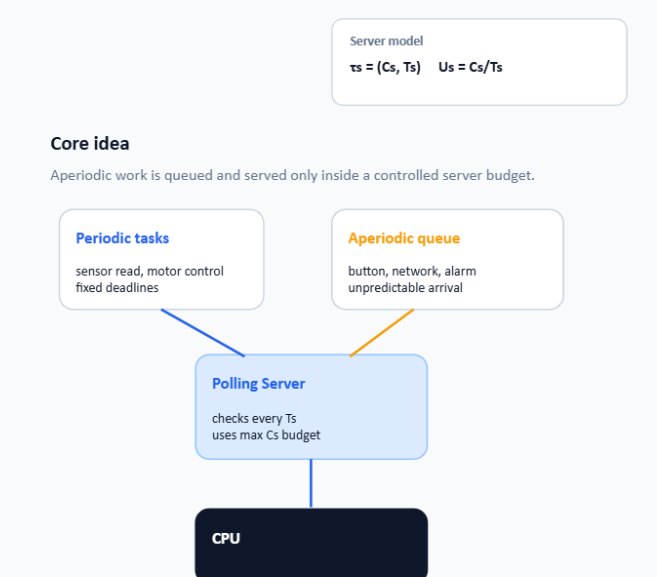 Server model
τs = (Cs, Ts) Us = Cs/Ts
Core idea
Aperiodic work is queued and served only inside a controlled server budget.
Periodic tasks
sensor read, motor control
fixed deadlines
Aperiodic queue
button, network, alarm
unpredictable arrival
Polling Server
checks every Ts
uses max Cs budget
CPU